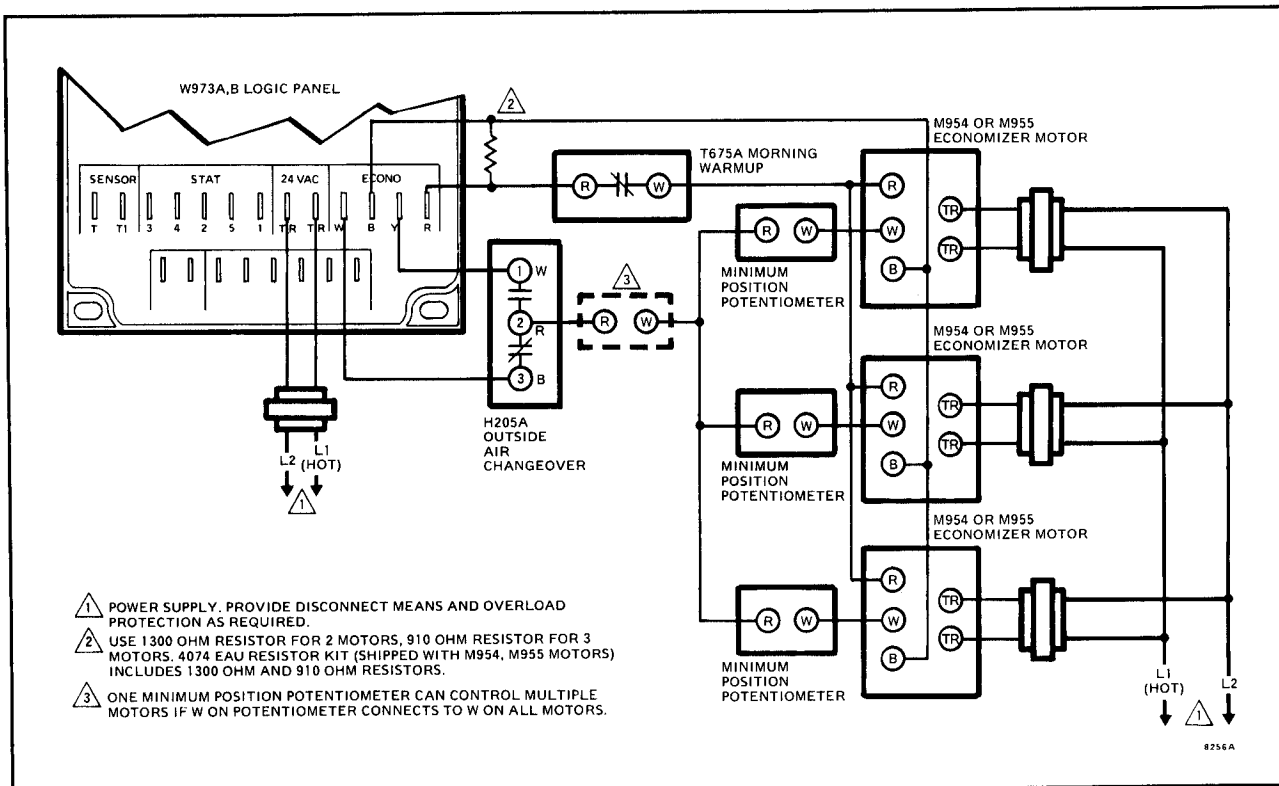 W973A,B LOGIC PANEL
SENSOR STAT 24 VAC ECONO
T T1 3 4 2 5 1 TR TR W B Y R
L2 L1
(HOT)
1
2
T675A MORNING
WARMUP
R W
1 W
2 R
3 B
H205A
OUTSIDE
AIR
CHANGEOVER
3
R W
R W
MINIMUM
POSITION
POTENTIOMETER
R W
MINIMUM
POSITION
POTENTIOMETER
R W
MINIMUM
POSITION
POTENTIOMETER
M954 OR M955
ECONOMIZER MOTOR
R
W
B
TR
TR
M954 OR M955
ECONOMIZER MOTOR
R
W
B
TR
TR
M954 OR M955
ECONOMIZER MOTOR
R
W
B
TR
TR
L1
(HOT)
L2
1
1 POWER SUPPLY. PROVIDE DISCONNECT MEANS AND OVERLOAD
PROTECTION AS REQUIRED.
2 USE 1300 OHM RESISTOR FOR 2 MOTORS, 910 OHM RESISTOR FOR 3
MOTORS. 4074 EAU RESISTOR KIT (SHIPPED WITH M954, M955 MOTORS)
INCLUDES 1300 OHM AND 910 OHM RESISTORS.
3 ONE MINIMUM POSITION POTENTIOMETER CAN CONTROL MULTIPLE
MOTORS IF W ON POTENTIOMETER CONNECTS TO W ON ALL MOTORS.
8256A